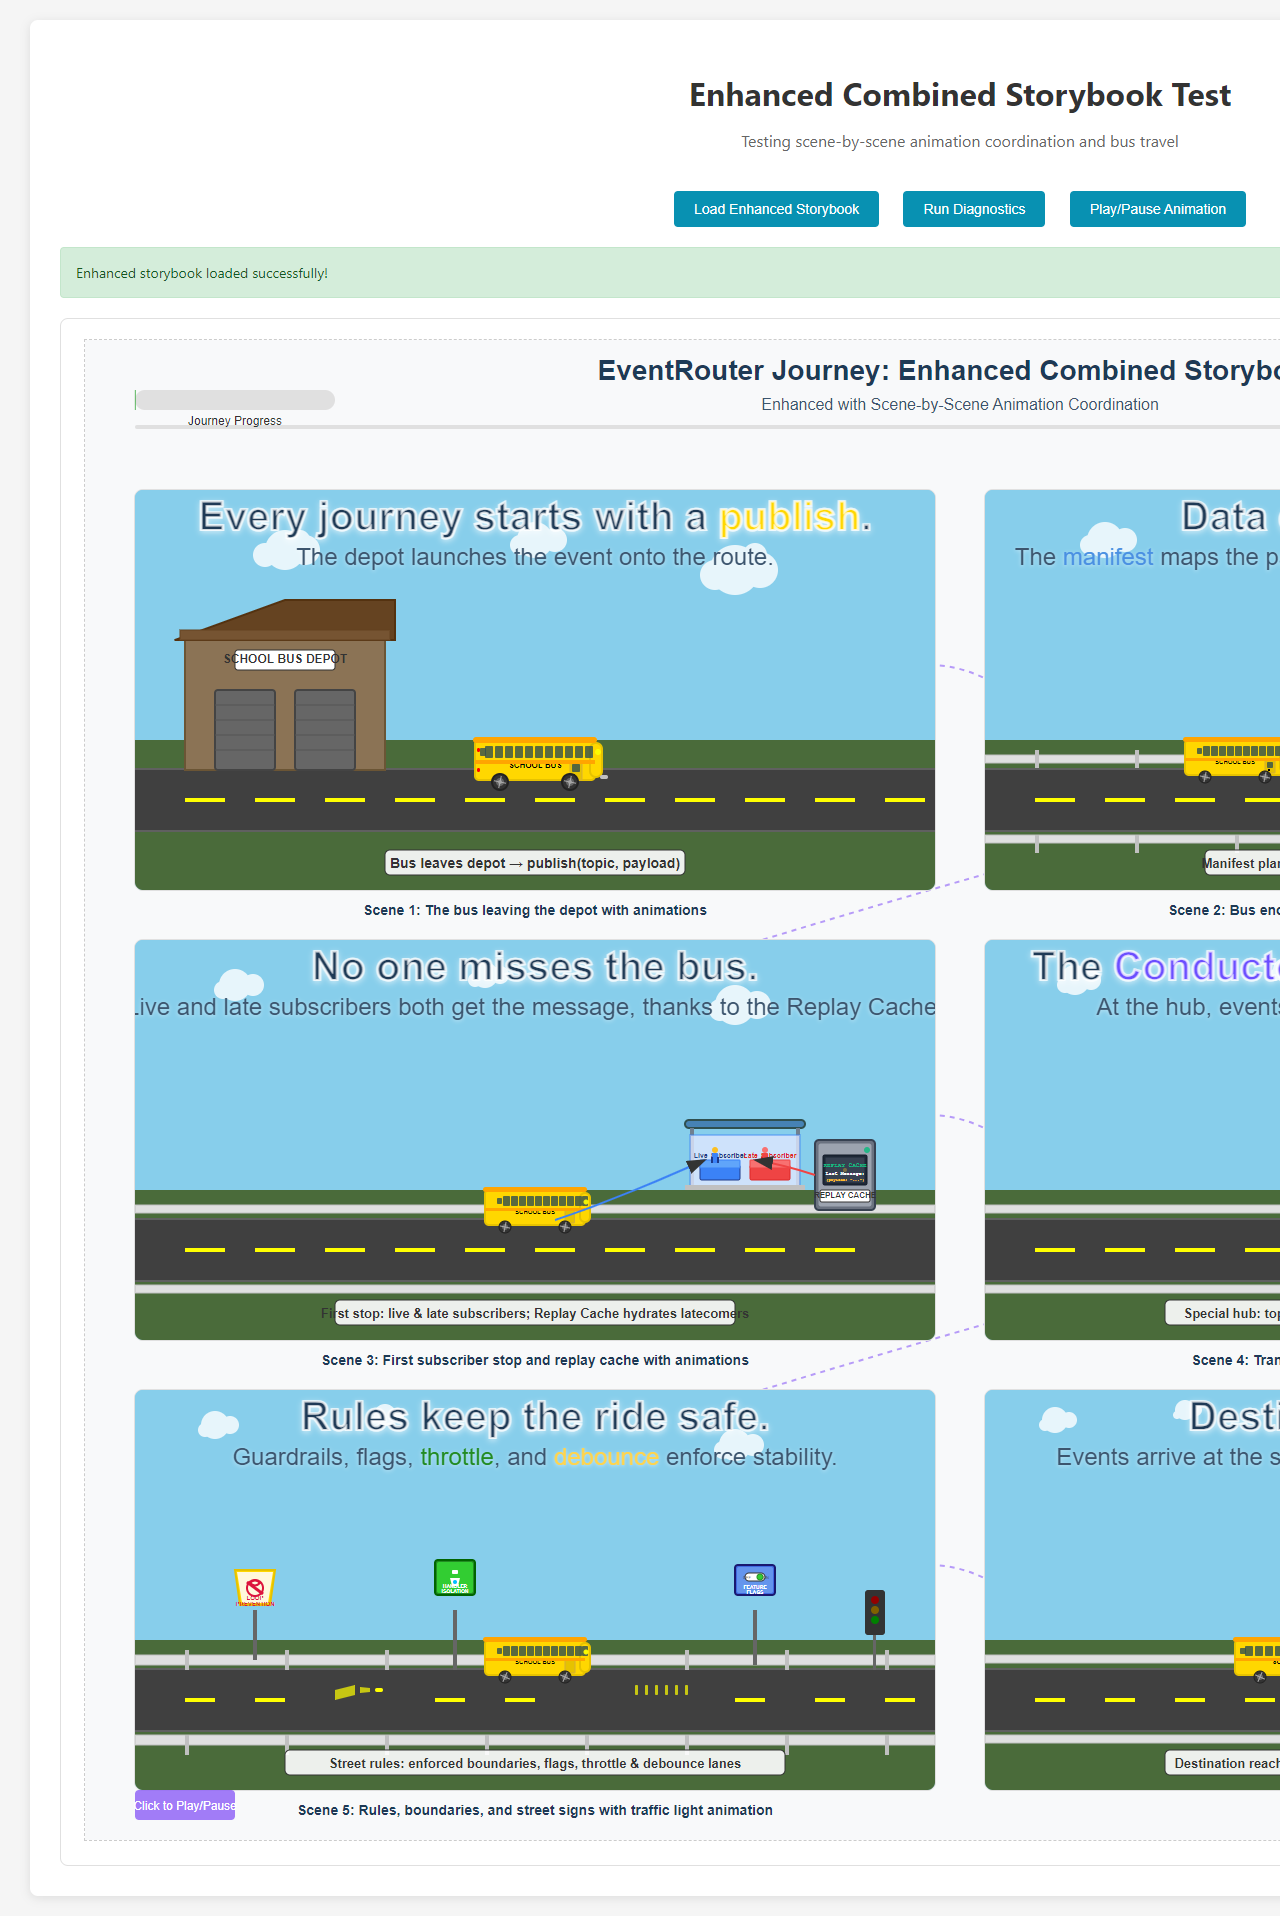 Enhanced Combined Storybook Test
Testing scene-by-scene animation coordination and bus travel
Load Enhanced Storybook
Run Diagnostics
Play/Pause Animation
Enhanced storybook loaded successfully!
EventRouter Journey: Enhanced Combined Storybo
Enhanced with Scene-by-Scene Animation Coordination
Journey Progress
Every journey starts with a publish.
The depot launches the event onto the route.
SCHOOL BUS DEPOT
SCHOOL BUS
Bus leaves depot → publish(topic, payload)
Scene 1: The bus leaving the depot with animations
Data
The manifest maps the p
SCHOOL BUS
Manifest plan
Scene 2: Bus enc
No one misses the bus.
Live and late subscribers both get the message, thanks to the Replay Cache
Live
Late
REPLAY CACHE
Last Message:
REPLAY CACHE
SCHOOL BUS
First stop: live & late subscribers; Replay Cache hydrates latecomers
Scene 3: First subscriber stop and replay cache with animations
The Conducto
At the hub, events
Special hub: top
Scene 4: Tran
Rules keep the ride safe.
Guardrails, flags, throttle, and debounce enforce stability.
LOOP
PREVENTION
HANDLER
ISOLATION
FEATURE
FLAGS
SCHOOL BUS
Street rules: enforced boundaries, flags, throttle & debounce lanes
Click to Play/Pause
Scene 5: Rules, boundaries, and street signs with traffic light animation
Desti
Events arrive at the s
Destination reach